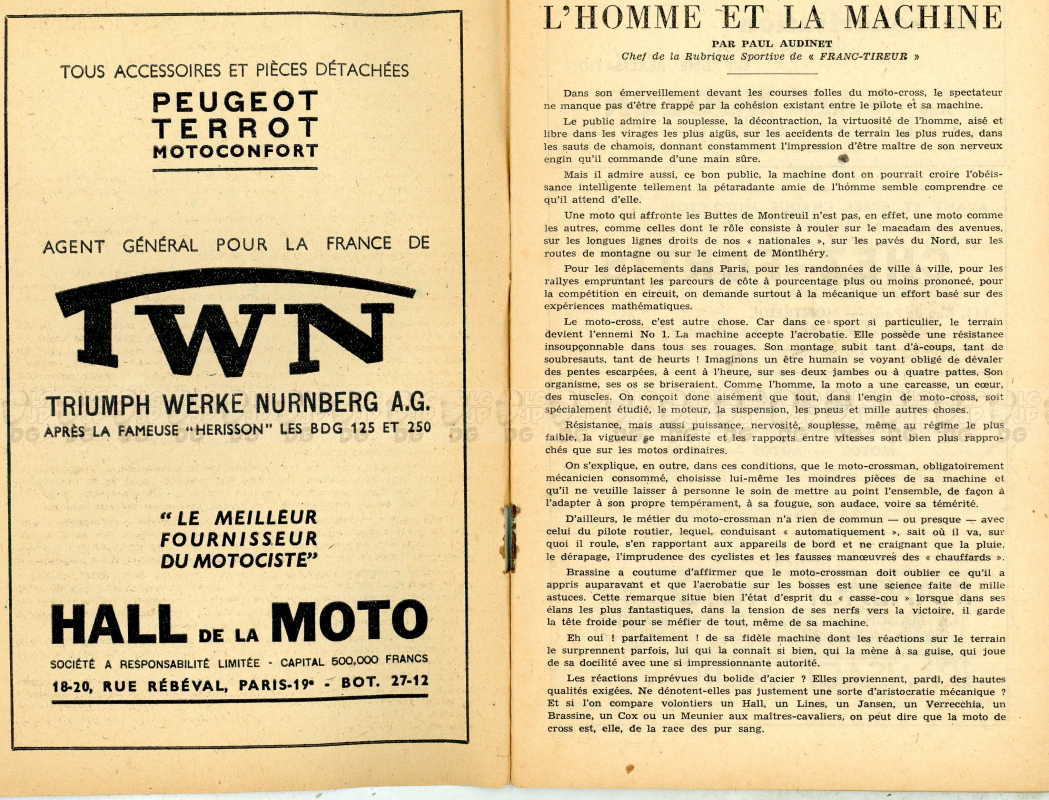 TOUS ACCESSOIRES ET PIÈCES DÉTACHÉES
PEUGEOT
TERROT
MOTOCONFORT
AGENT GÉNÉRAL POUR LA FRANCE DE
TWN
TRIUMPH WERKE NURNBERG A.G.
APRÈS LA FAMEUSE "HERISSON" LES BDG 125 ET 250
"LE MEILLEUR
FOURNISSEUR
DU MOTOCISTE"
HALL DE LA MOTO
SOCIÉTÉ A RESPONSABILITÉ LIMITÉE - CAPITAL 500,000 FRANCS
18-20, RUE RÉBÉVAL, PARIS-19e - BOT. 27-12
L'HOMME ET LA MACHINE
PAR PAUL AUDINET
Chef de la Rubrique Sportive de « FRANC-TIREUR »
Dans son émerveillement devant les courses folles du moto-cross, le spectateur
ne manque pas d'être frappé par la cohésion existant entre le pilote et sa machine.
Le public admire la souplesse, la décontraction, la virtuosité de l'homme, aisé et
libre dans les virages les plus aigüs, sur les accidents de terrain les plus rudes, dans
les sauts de chamois, donnant constamment l'impression d'être maître de son nerveux
engin qu'il commande d'une main sûre.
Mais il admire aussi, ce bon public, la machine dont on pourrait croire l'obéis-
sance intelligente tellement la pétaradante amie de l'homme semble comprendre ce
qu'il attend d'elle.
Une moto qui affronte les Buttes de Montreuil n'est pas, en effet, une moto comme
les autres, comme celles dont le rôle consiste à rouler sur le macadam des avenues,
sur les longues lignes droits de nos « nationales », sur les pavés du Nord, sur les
routes de montagne ou sur le ciment de Montlhéry.
Pour les déplacements dans Paris, pour les randonnées de ville à ville, pour les
rallyes empruntant les parcours de côte à pourcentage plus ou moins prononcé, pour
la compétition en circuit, on demande surtout à la mécanique un effort basé sur des
expériences mathématiques.
Le moto-cross, c'est autre chose. Car dans ce sport si particulier, le terrain
devient l'ennemi No 1. La machine accepte l'acrobatie. Elle possède une résistance
insoupçonnable dans tous ses rouages. Son montage subit tant d'à-coups, tant de
soubresauts, tant de heurts ! Imaginons un être humain se voyant obligé de dévaler
des pentes escarpées, à cent à l'heure, sur ses deux jambes ou à quatre pattes. Son
organisme, ses os se briseraient. Comme l'homme, la moto a une carcasse, un cœur,
des muscles. On conçoit donc aisément que tout, dans l'engin de moto-cross, soit
spécialement étudié, le moteur, la suspension, les pneus et mille autres choses.
Résistance, mais aussi puissance, nervosité, souplesse, même au régime le plus
faible, la vigueur se manifeste et les rapports entre vitesses sont bien plus rappro-
chés que sur les motos ordinaires.
On s'explique, en outre, dans ces conditions, que le moto-crossman, obligatoirement
mécanicien consommé, choisisse lui-même les moindres pièces de sa machine et
qu'il ne veuille laisser à personne le soin de mettre au point l'ensemble, de façon à
l'adapter à son propre tempérament, à sa fougue, son audace, voire sa témérité.
D'ailleurs, le métier du moto-crossman n'a rien de commun — ou presque — avec
celui du pilote routier, lequel, conduisant « automatiquement », sait où il va, sur
quoi il roule, s'en rapportant aux appareils de bord et ne craignant que la pluie,
le dérapage, l'imprudence des cyclistes et les fausses manœuvres des « chauffards ».
Brassine a coutume d'affirmer que le moto-crossman doit oublier ce qu'il a
appris auparavant et que l'acrobatie sur les bosses est une science faite de mille
astuces. Cette remarque situe bien l'état d'esprit du « casse-cou » lorsque dans ses
élans les plus fantastiques, dans la tension de ses nerfs vers la victoire, il garde
la tête froide pour se méfier de tout, même de sa machine.
Eh oui ! parfaitement ! de sa fidèle machine dont les réactions sur le terrain
le surprennent parfois, lui qui la connaît si bien, qui la mène à sa guise, qui joue
de sa docilité avec une si impressionnante autorité.
Les réactions imprévues du bolide d'acier ? Elles proviennent, pardi, des hautes
qualités exigées. Ne dénotent-elles pas justement une sorte d'aristocratie mécanique ?
Et si l'on compare volontiers un Hall, un Lines, un Jansen, un Verrecchia, un
Brassine, un Cox ou un Meunier aux maîtres-cavaliers, on peut dire que la moto de
cross est, elle, de la race des pur sang.